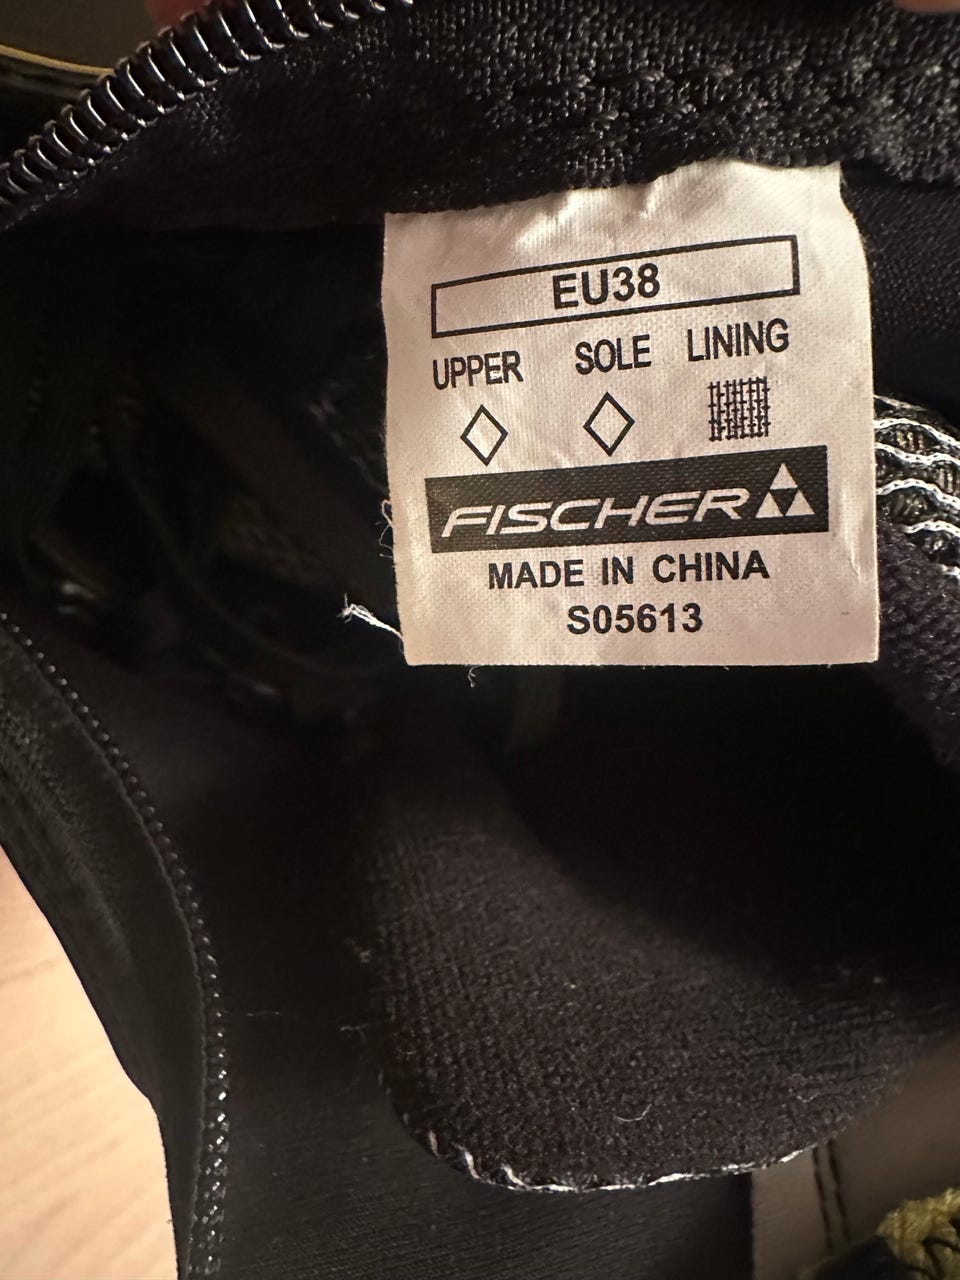 EU38
UPPER SOLE LINING
FISCHER
MADE IN CHINA
S05613